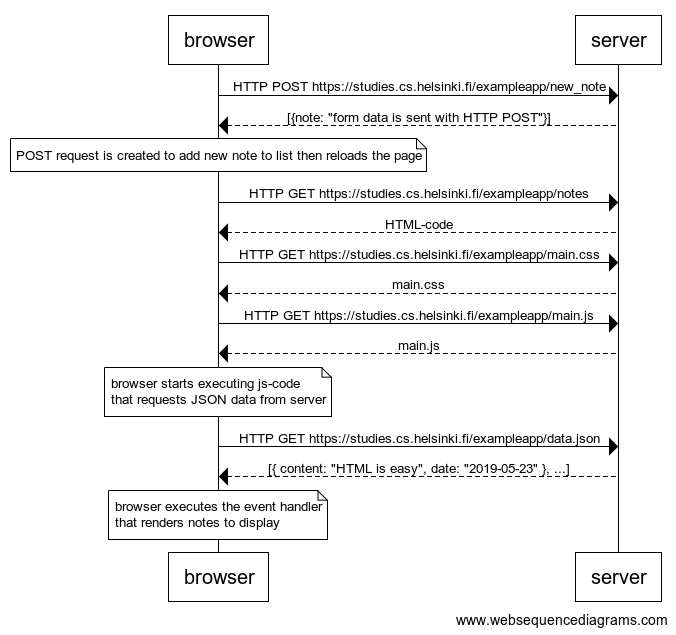 browser
server
HTTP POST https://studies.cs.helsinki.fi/exampleapp/new_note
[{note: "form data is sent with HTTP POST"}]
POST request is created to add new note to list then reloads the page
HTTP GET https://studies.cs.helsinki.fi/exampleapp/notes
HTML-code
HTTP GET https://studies.cs.helsinki.fi/exampleapp/main.css
main.css
HTTP GET https://studies.cs.helsinki.fi/exampleapp/main.js
main.js
browser starts executing js-code
that requests JSON data from server
HTTP GET https://studies.cs.helsinki.fi/exampleapp/data.json
[{ content: "HTML is easy", date: "2019-05-23" }, ...]
browser executes the event handler
that renders notes to display
browser
server
www.websequencediagrams.com